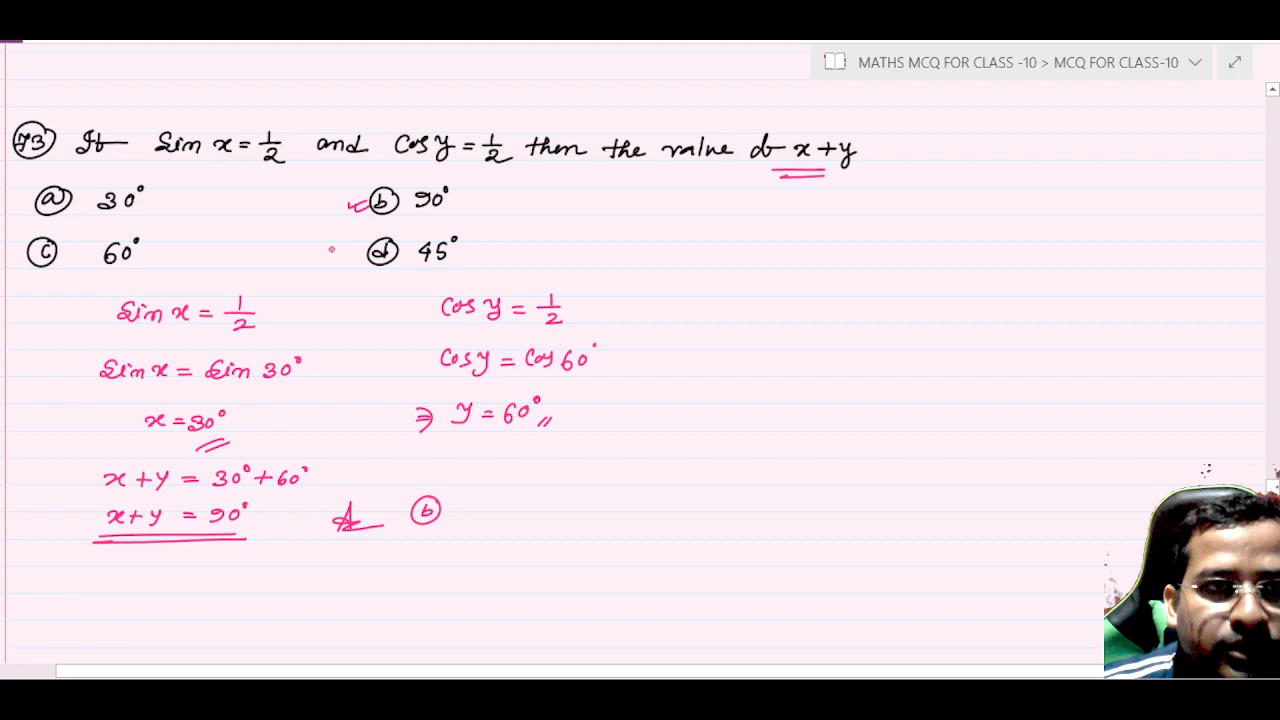 MATHS MCQ FOR CLASS -10 > MCQ FOR CLASS-10
73 If Sin x = 1/2 and Cos y = 1/2 then the value of x+y
(a) 30° (b) 90°
(c) 60° (d) 45°
Sin x = 1/2 Cos y = 1/2
Sin x = Sin 30° Cos y = Cos 60°
x = 30° ⇒ y = 60°
x + y = 30° + 60°
x + y = 90° (b)